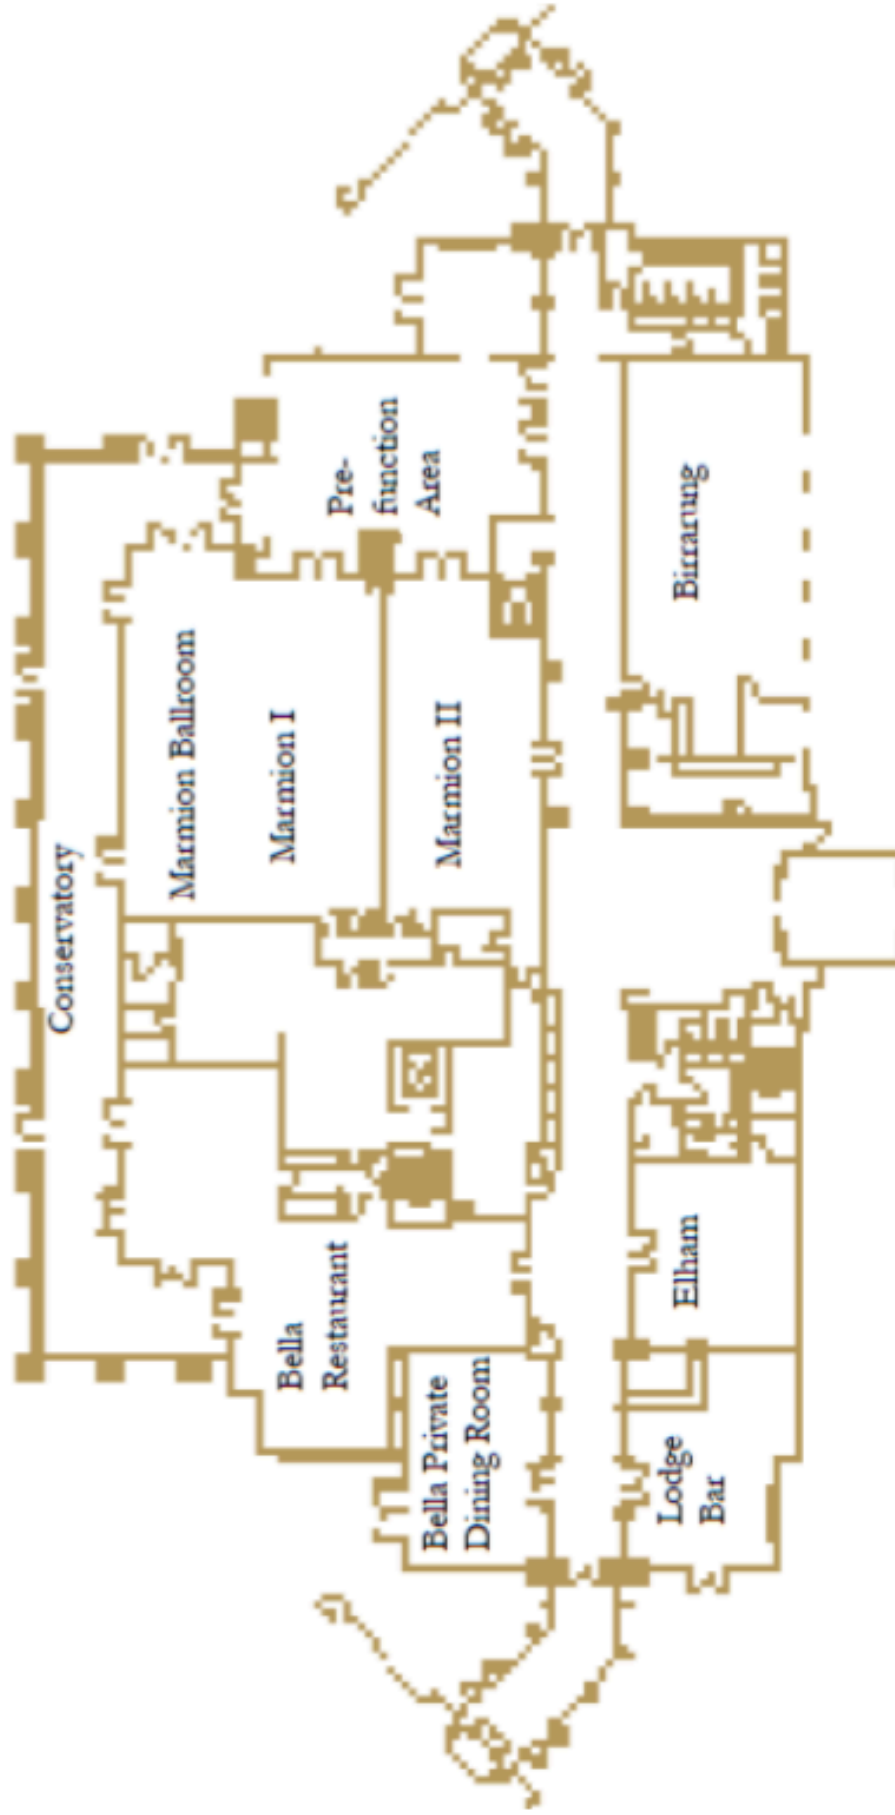 Conservatory
Marmion Ballroom
Marmion I
Marmion II
Pre-
function
Area
Bella
Restaurant
Bella Private
Dining Room
Lodge
Bar
Elham
Birrarung